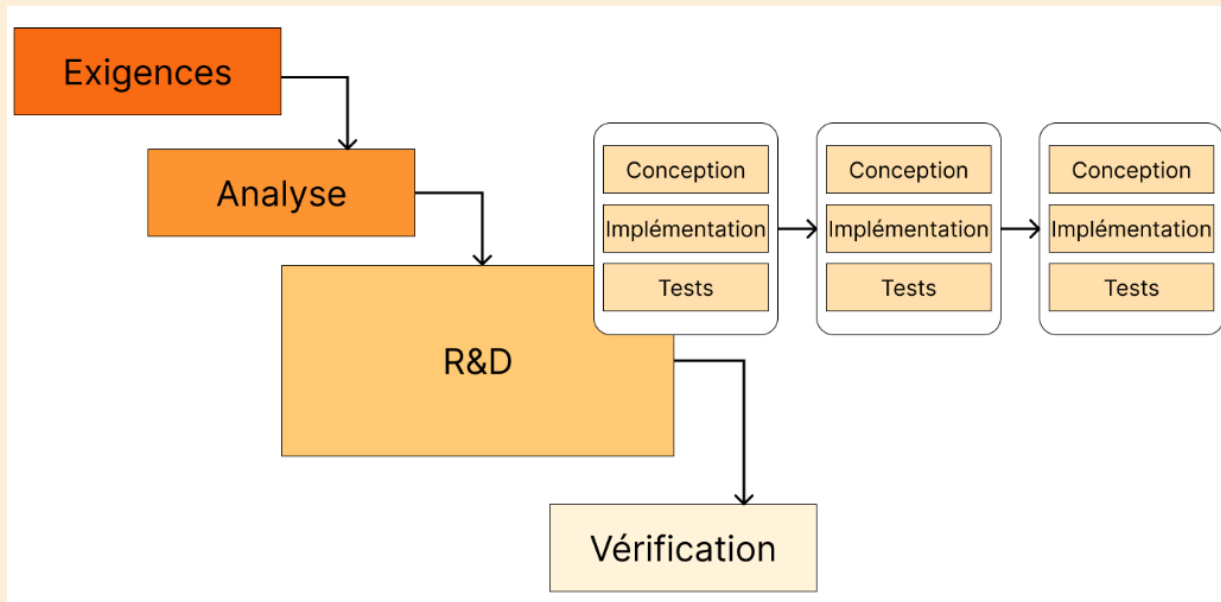 Exigences
Analyse
R&D
Conception
Implémentation
Tests
Conception
Implémentation
Tests
Conception
Implémentation
Tests
Vérification